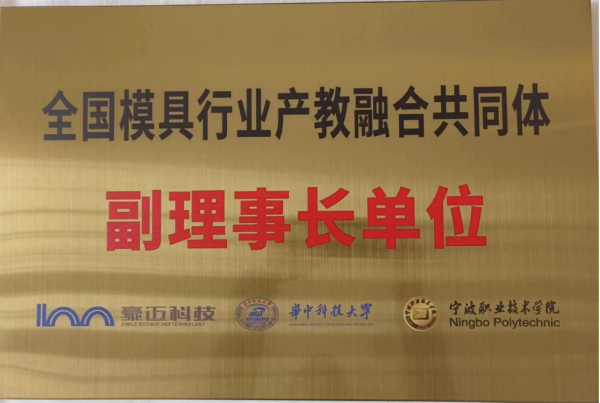 全国模具行业产教融合共同体
副理事长单位
豪迈科技
华中科技大学
宁波职业技术学院
Ningbo Polytechnic